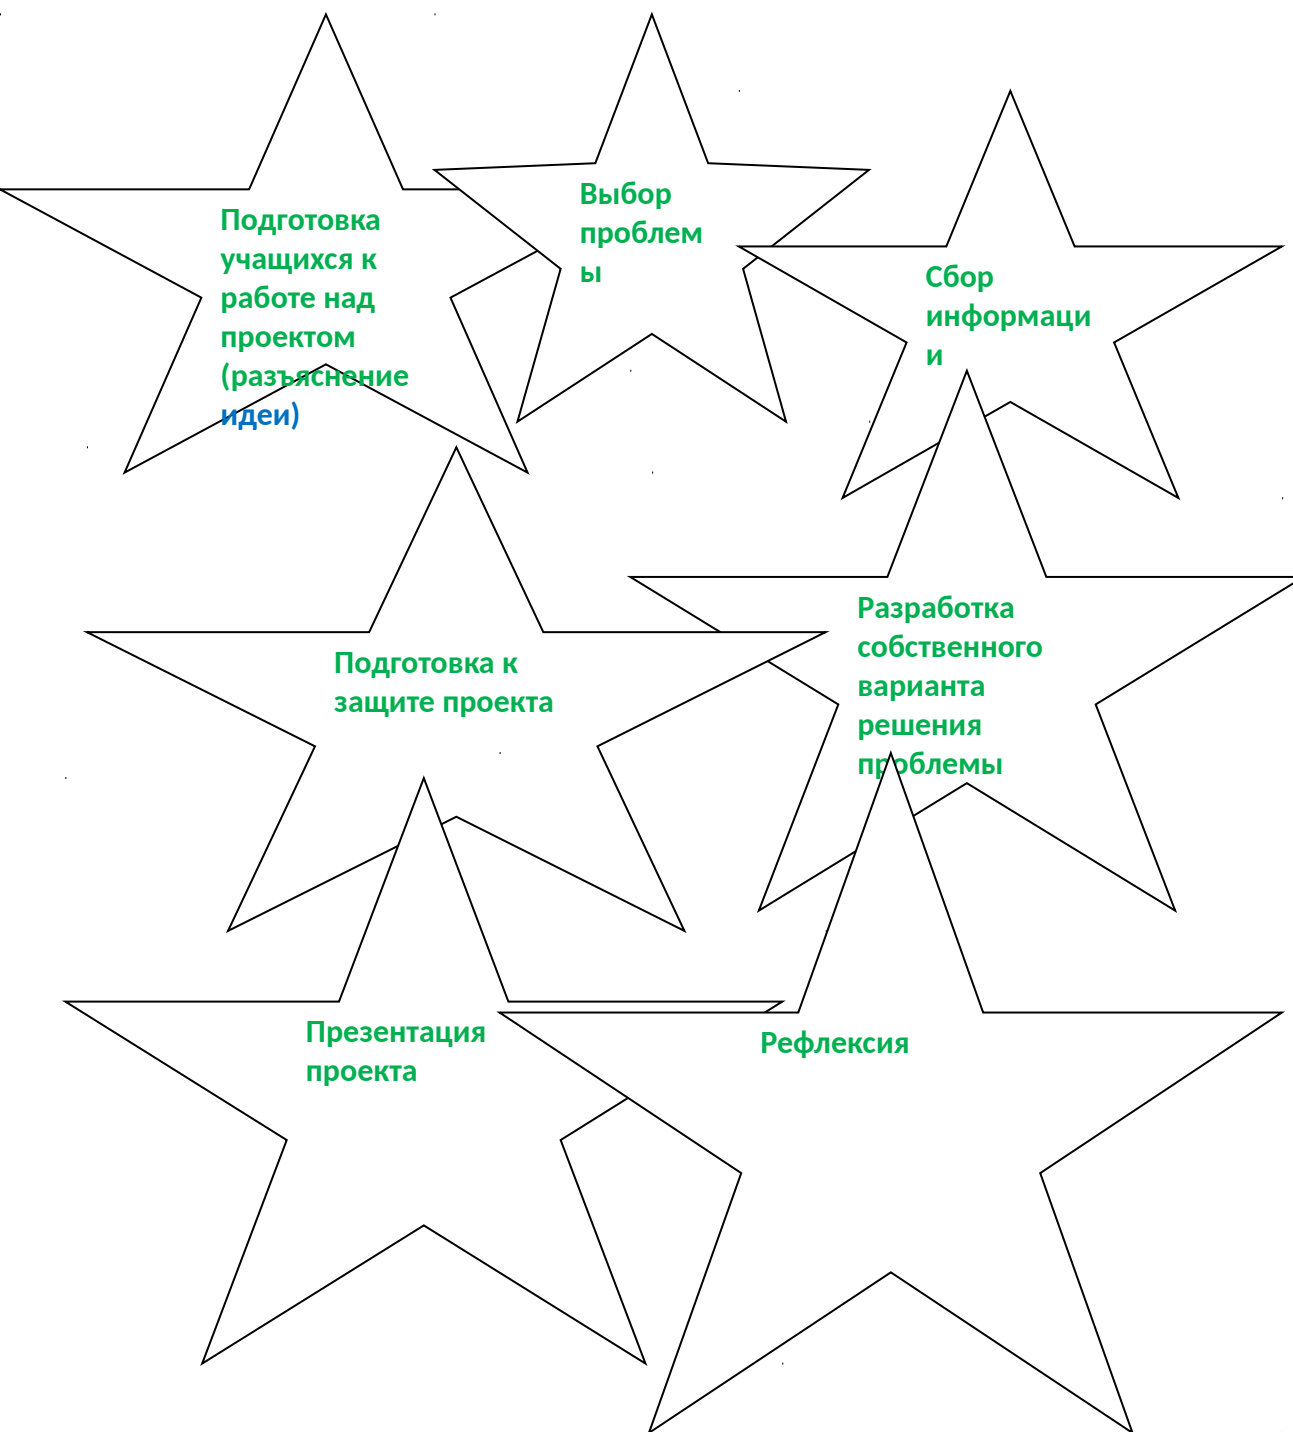 Подготовка
учащихся к
работе над
проектом
(разъяснение
идеи)
Выбор
проблем
ы
Сбор
информаци
и
Подготовка к
защите проекта
Разработка
собственного
варианта
решения
проблемы
Презентация
проекта
Рефлексия